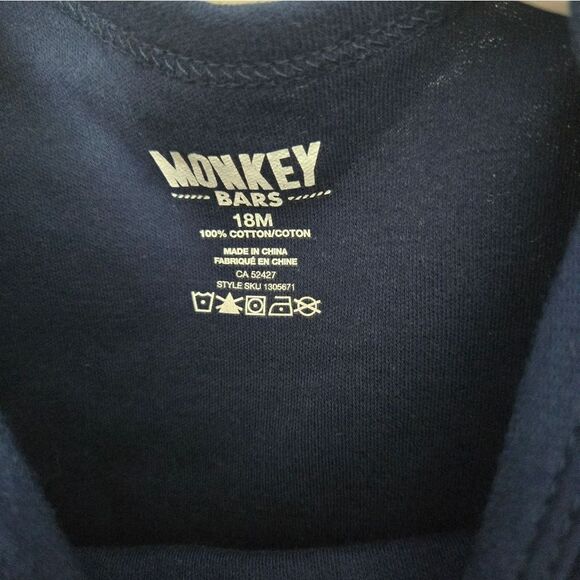 MONKEY
BARS
18M
100% COTTON/COTON
MADE IN CHINA
FABRIQUÉ EN CHINE
CA 52427
STYLE SKU 1305671